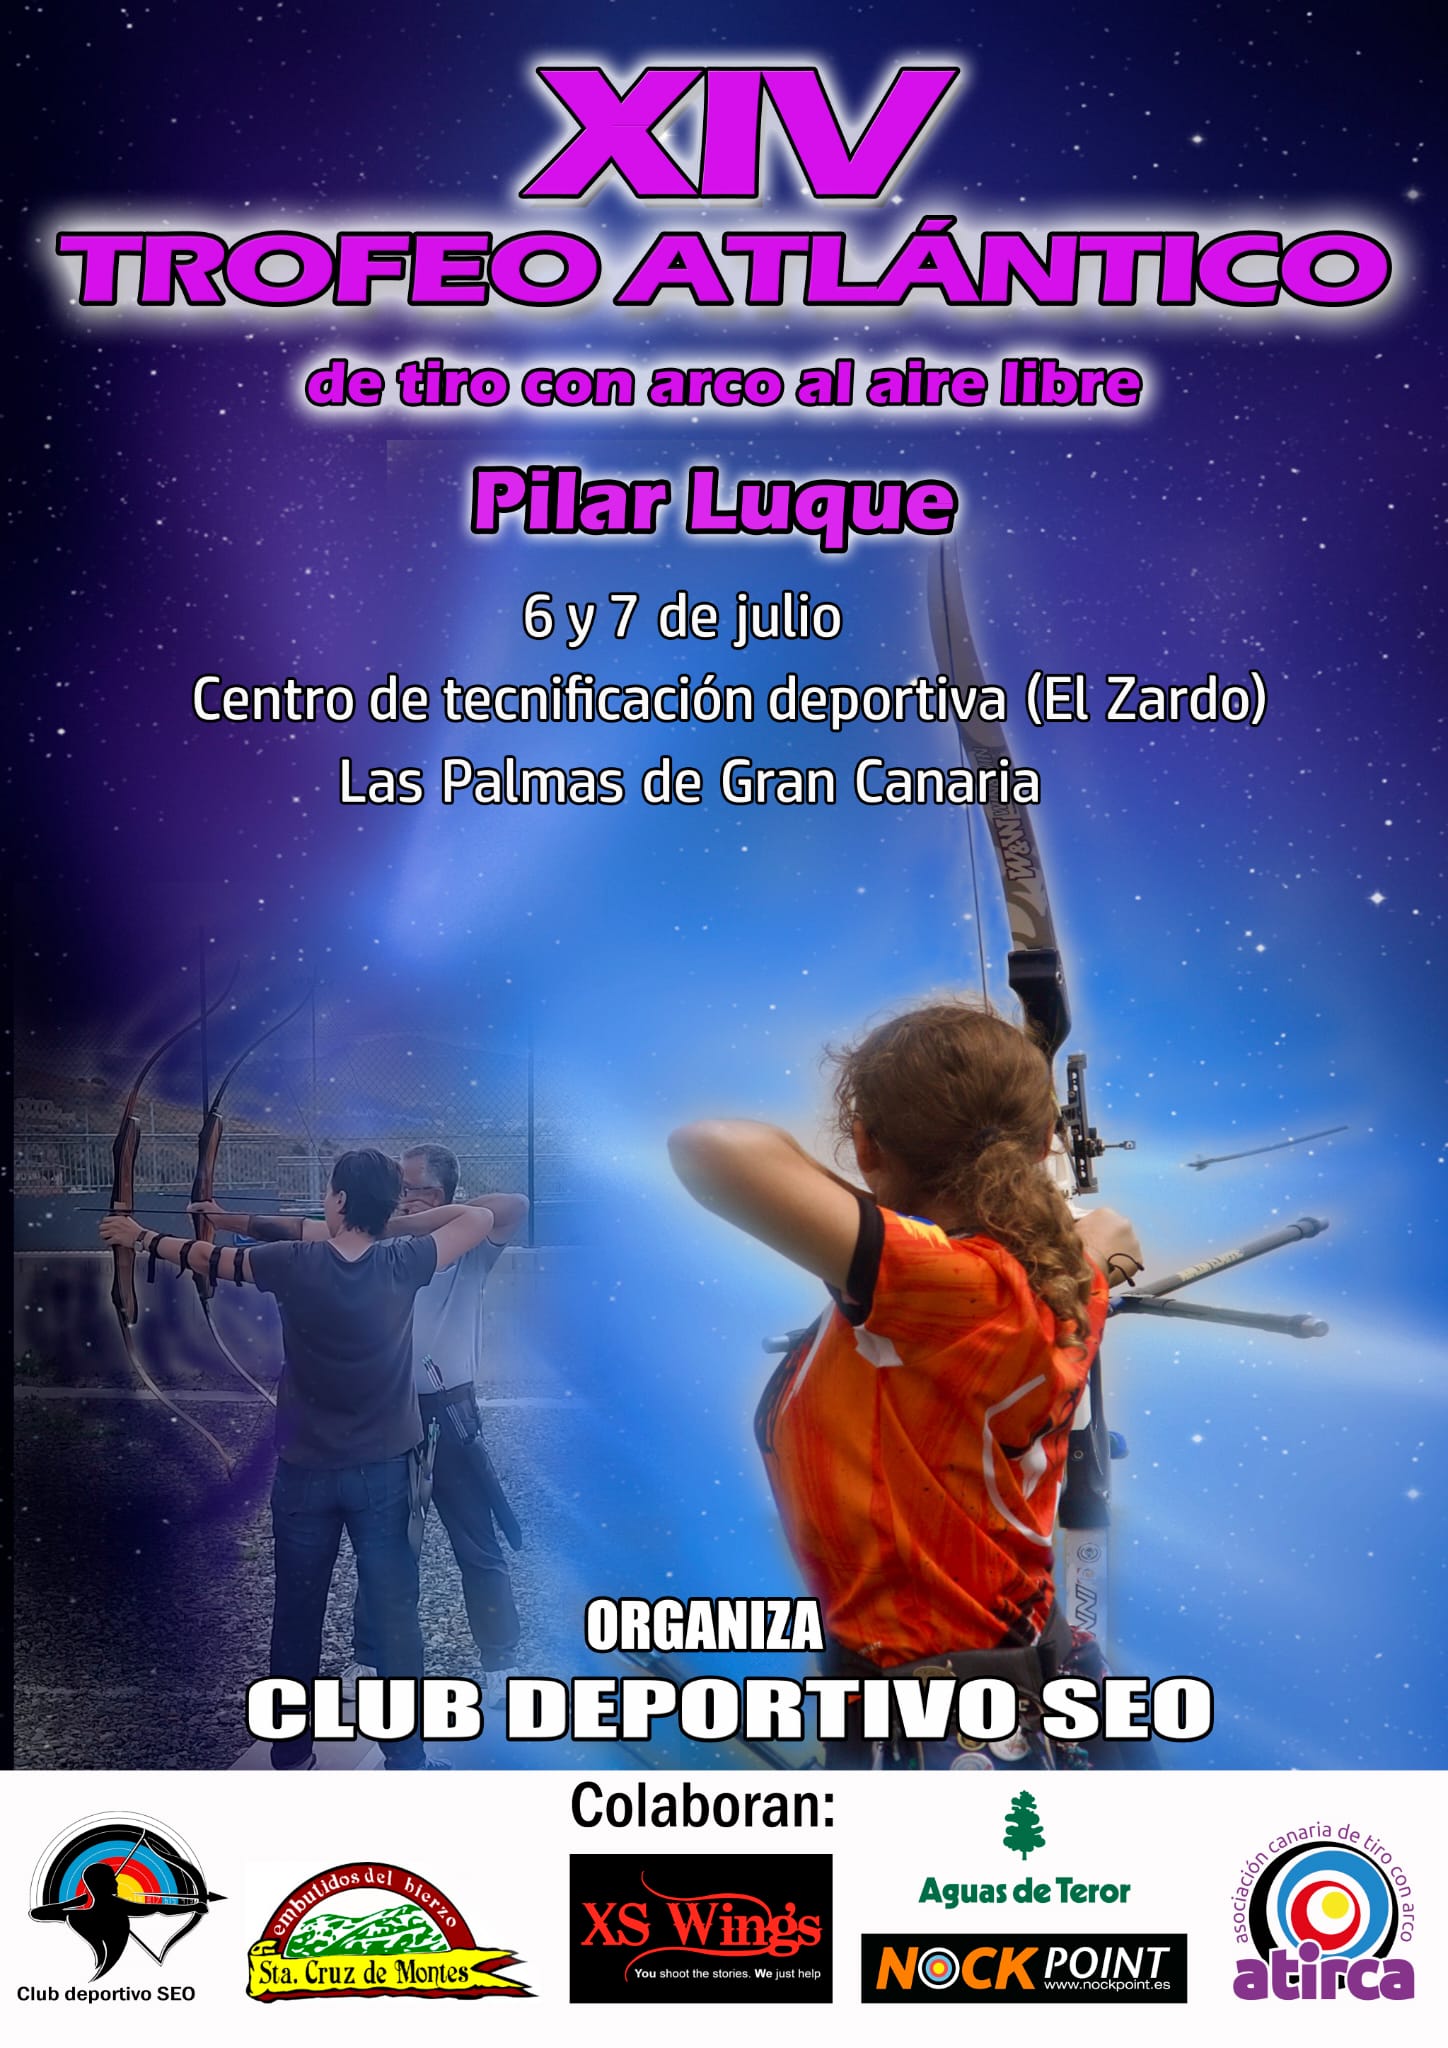 XIV
TROFEO ATLÁNTICO
de tiro con arco al aire libre
Pilar Luque
6 y 7 de julio
Centro de tecnificación deportiva (El Zardo)
Las Palmas de Gran Canaria
W&W
ORGANIZA
CLUB DEPORTIVO SEO
Colaboran:
Club deportivo SEO
embutidos del bierzo
Sta. Cruz de Montes
XS Wings
You shoot the stories. We just help
Aguas de Teror
NOCK POINT
www.nockpoint.es
asociación canaria de tiro con arco
atirca